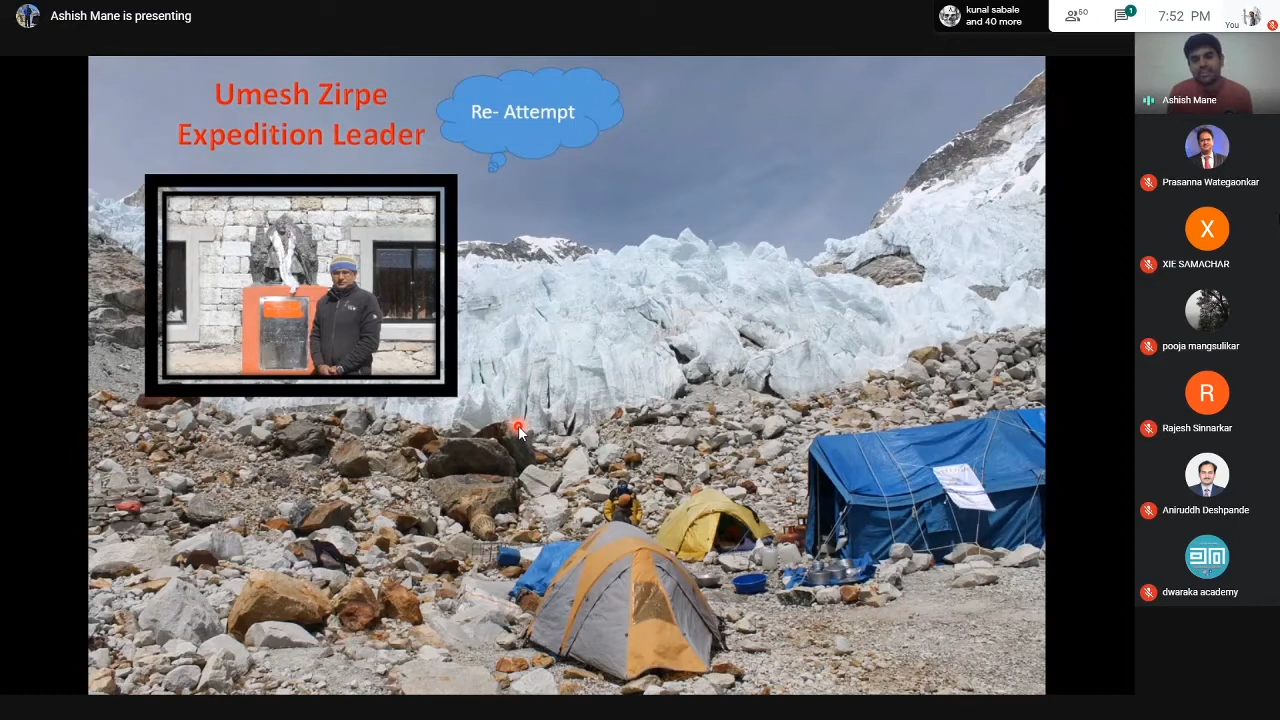 Ashish Mane is presenting
kunal sabale
and 40 more
50
1
7:52 PM
You
Umesh Zirpe
Expedition Leader
Re- Attempt
Ashish Mane
Prasanna Wategaonkar
X
XIE SAMACHAR
pooja mangsulikar
R
Rajesh Sinnarkar
Aniruddh Deshpande
dwaraka academy